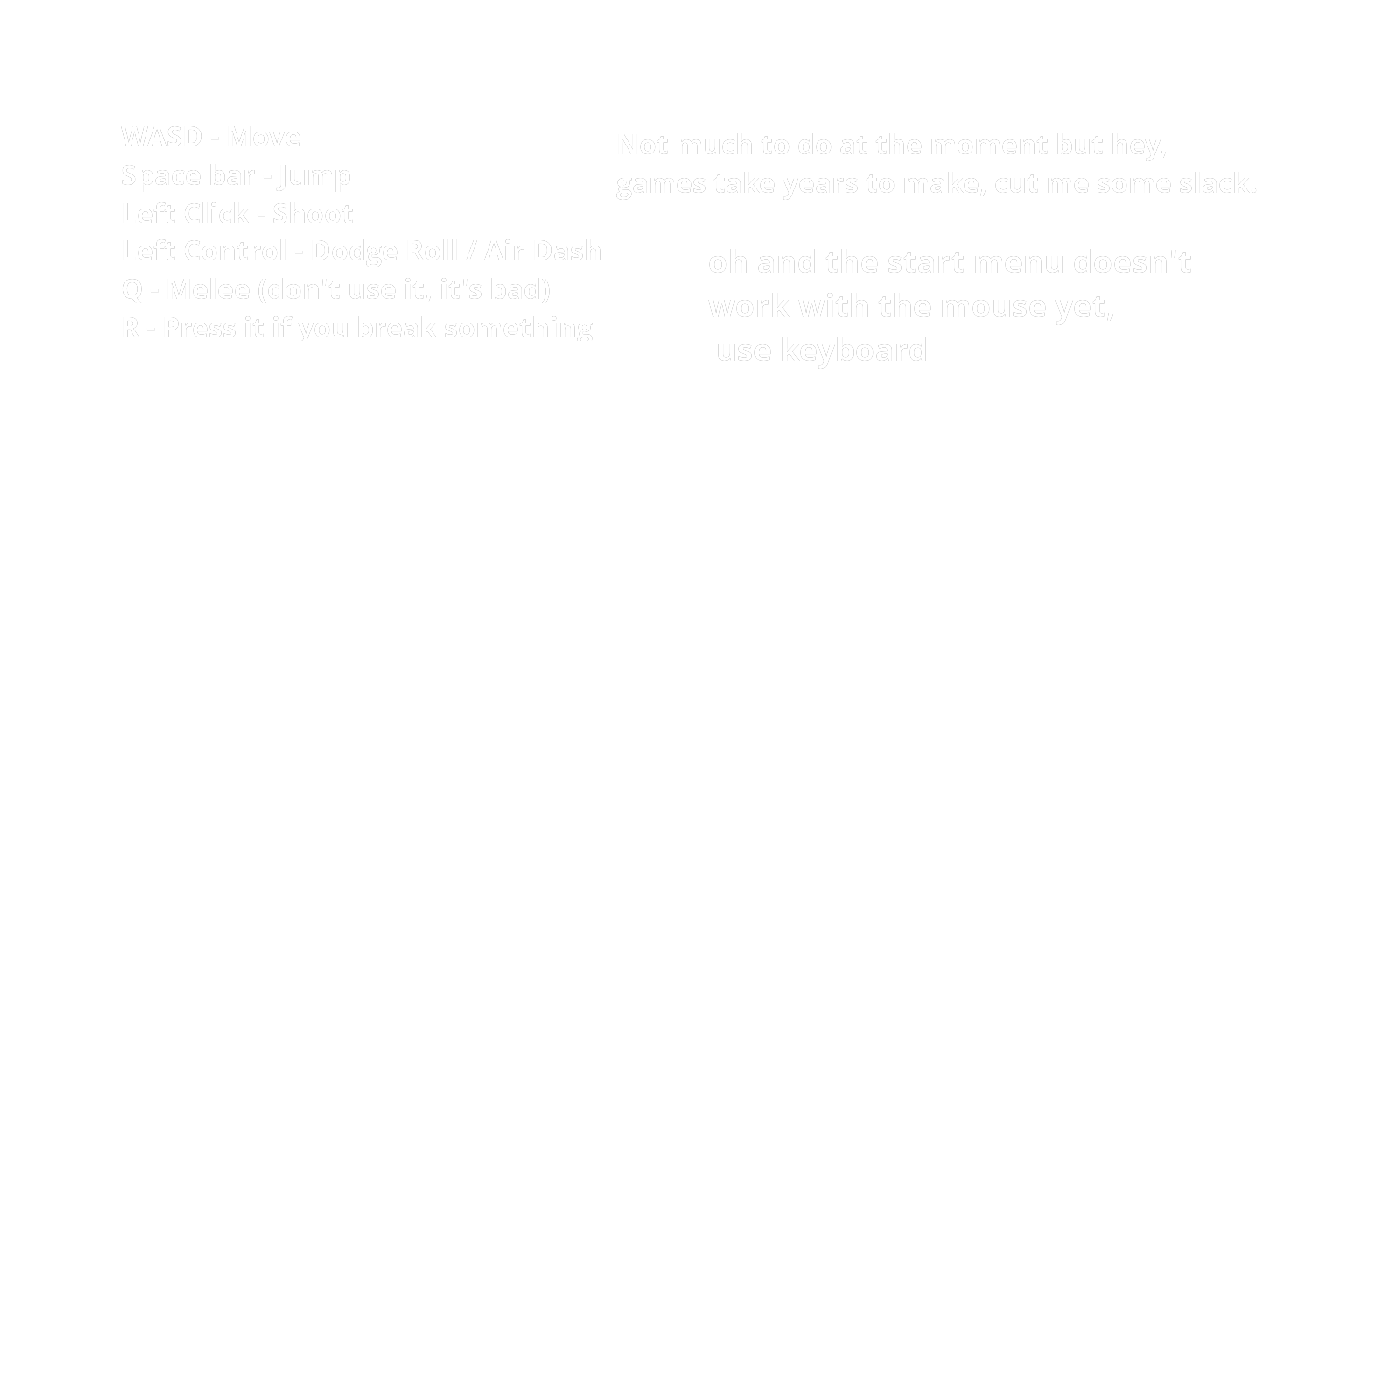 WASD - Move
Space bar - Jump
Left Click - Shoot
Left Control - Dodge Roll / Air Dash
Q - Melee (don't use it, it's bad)
R - Press it if you break something
Not much to do at the moment but hey,
games take years to make, cut me some slack.
oh and the start menu doesn't
work with the mouse yet,
use keyboard